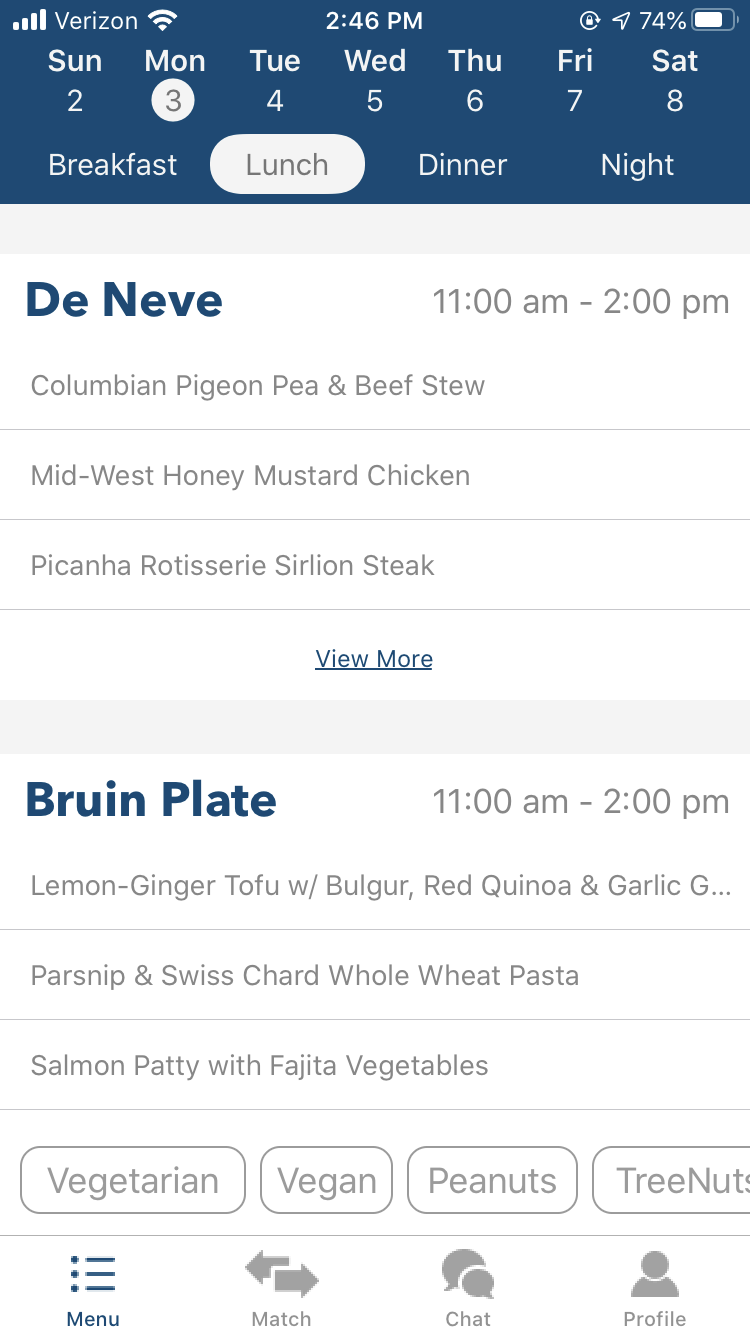 Verizon 2:46 PM 74%
Sun Mon Tue Wed Thu Fri Sat
2 3 4 5 6 7 8
Breakfast Lunch Dinner Night
De Neve 11:00 am - 2:00 pm
Columbian Pigeon Pea & Beef Stew
Mid-West Honey Mustard Chicken
Picanha Rotisserie Sirlion Steak
View More
Bruin Plate 11:00 am - 2:00 pm
Lemon-Ginger Tofu w/ Bulgur, Red Quinoa & Garlic G...
Parsnip & Swiss Chard Whole Wheat Pasta
Salmon Patty with Fajita Vegetables
Vegetarian Vegan Peanuts TreeNuts
Menu Match Chat Profile